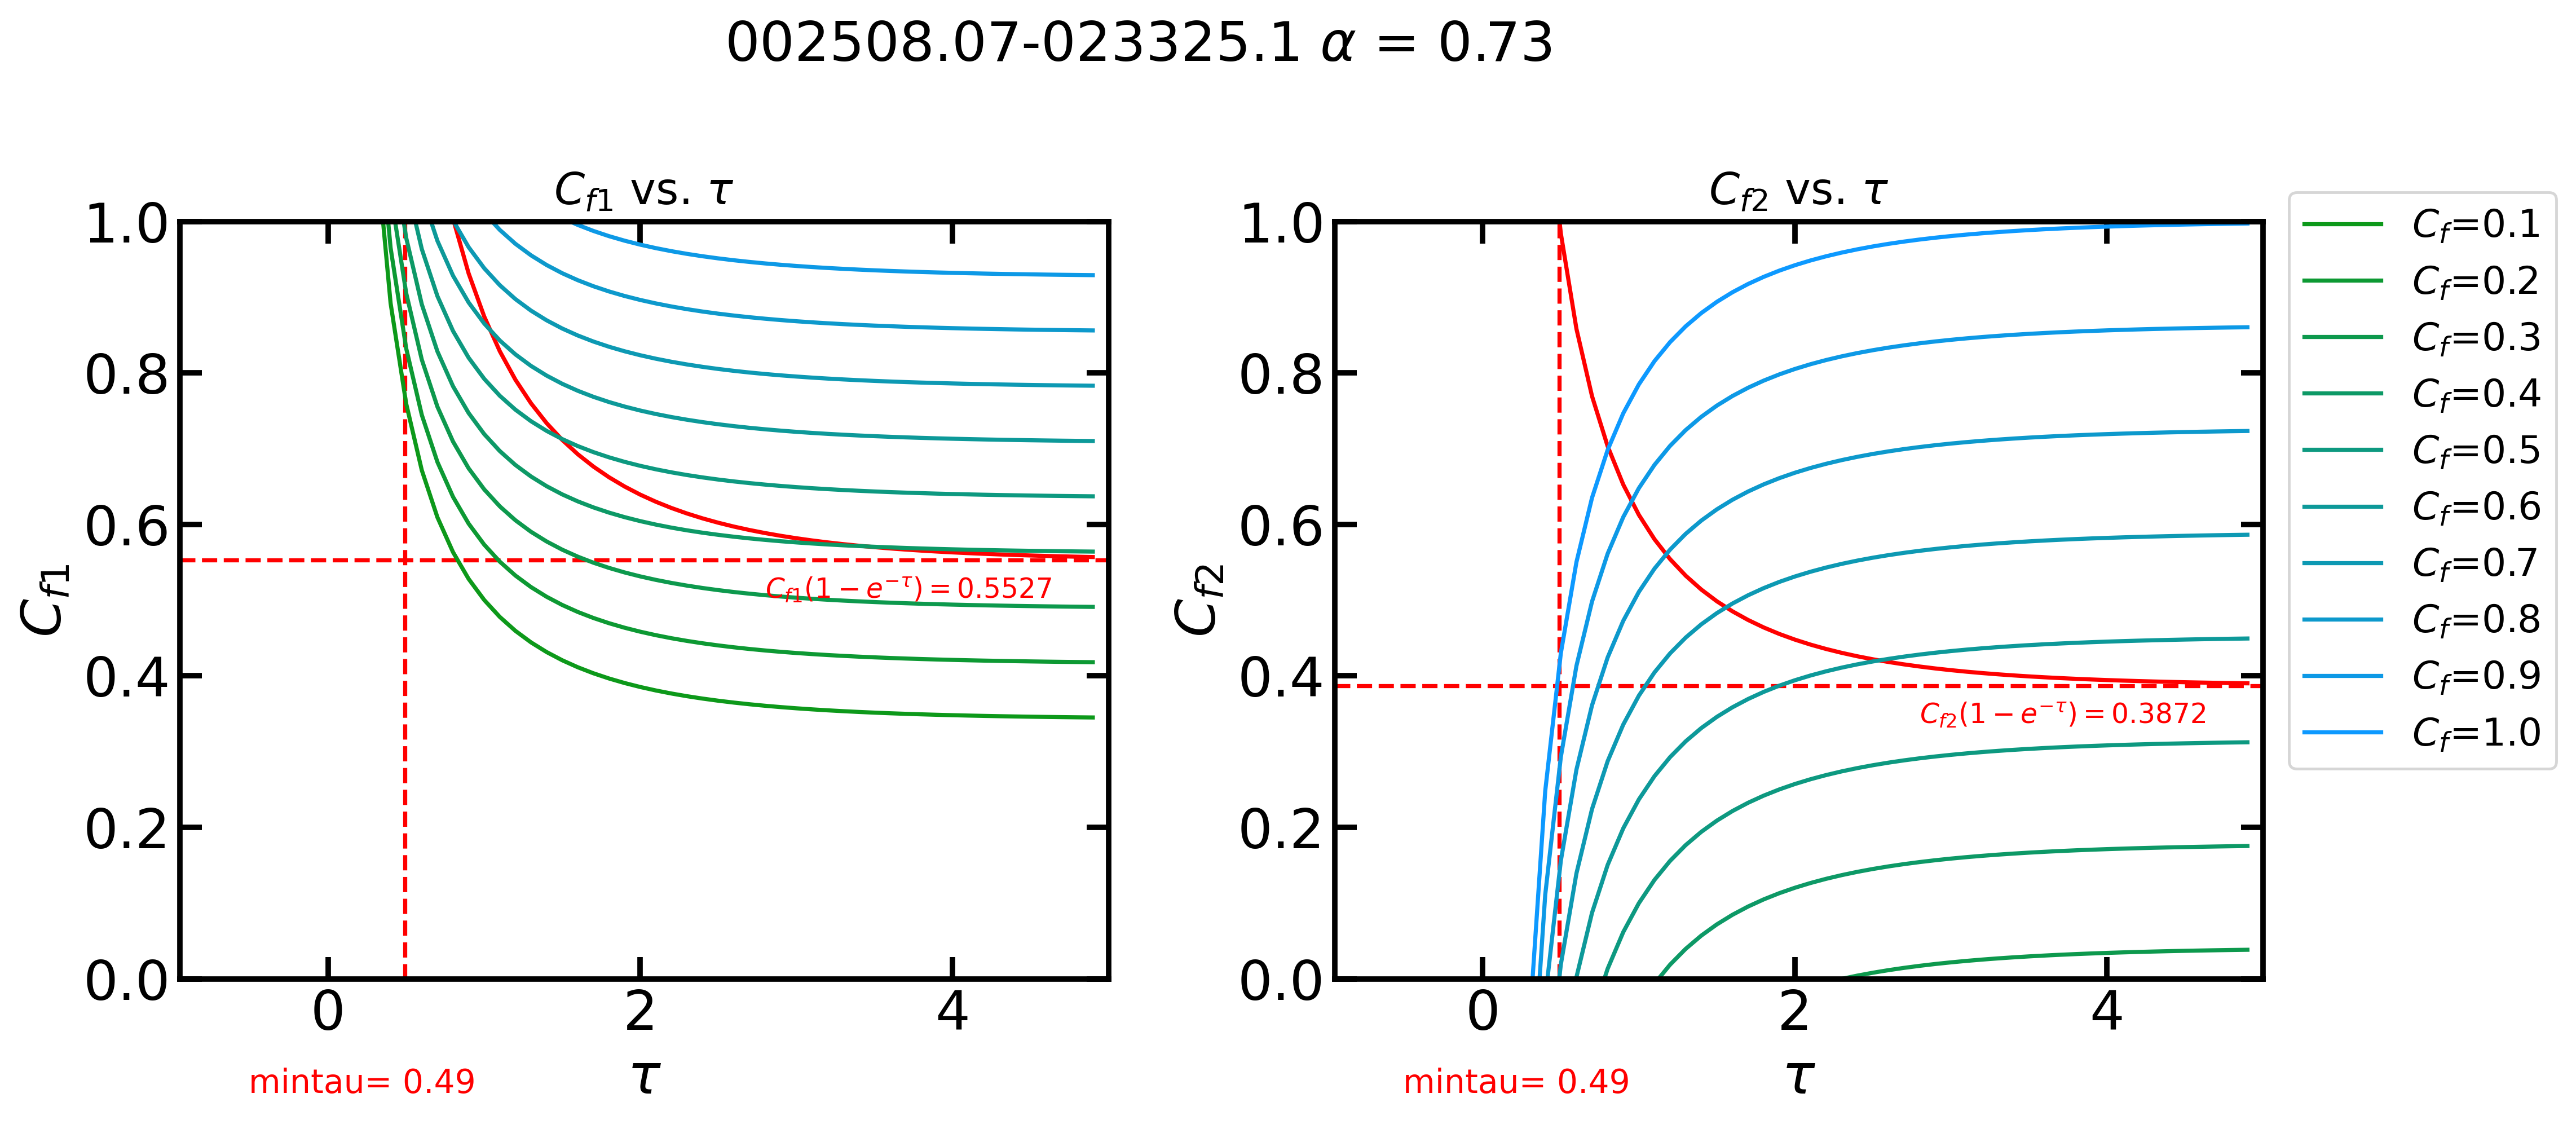 002508.07-023325.1 α = 0.73
C_f1 vs. τ
1.0
0.8
0.6
0.4
0.2
0.0
C_f1
C_f1(1 − e^−τ) = 0.5527
0 2 4
τ
mintau= 0.49
C_f2 vs. τ
1.0
0.8
0.6
0.4
0.2
0.0
C_f2
C_f2(1 − e^−τ) = 0.3872
0 2 4
τ
mintau= 0.49
C_f=0.1
C_f=0.2
C_f=0.3
C_f=0.4
C_f=0.5
C_f=0.6
C_f=0.7
C_f=0.8
C_f=0.9
C_f=1.0